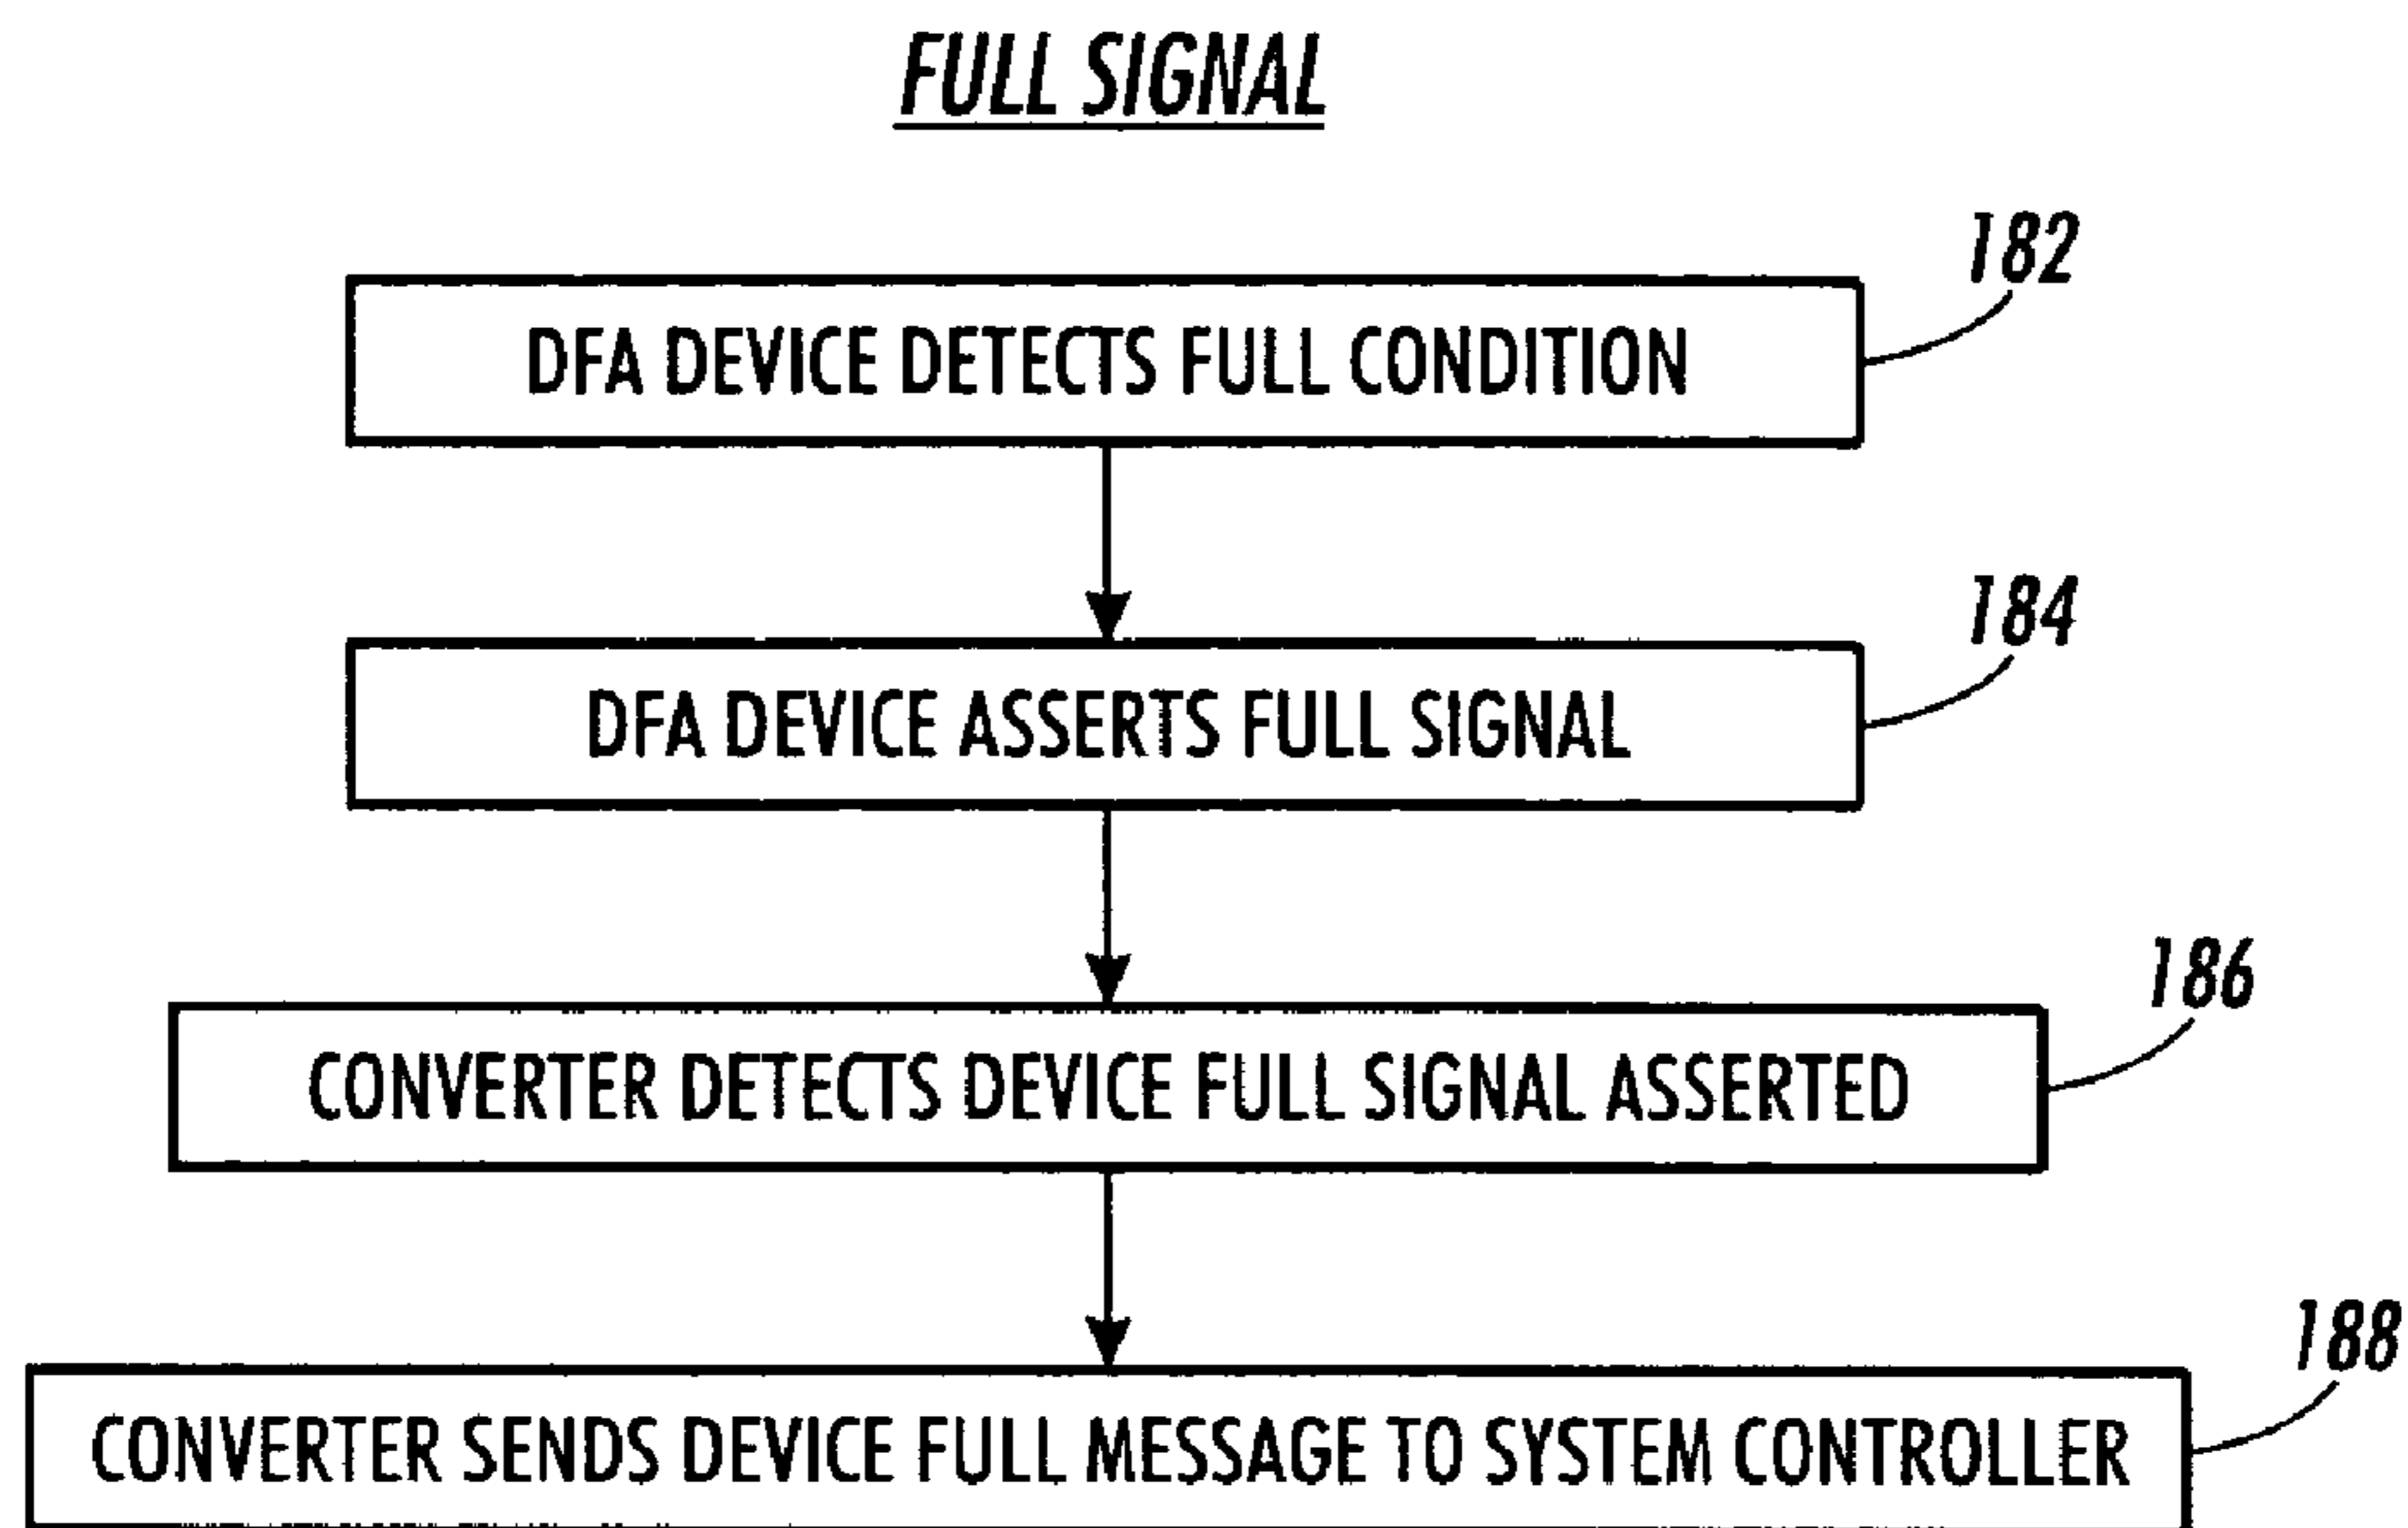 FULL SIGNAL
182
DFA DEVICE DETECTS FULL CONDITION
184
DFA DEVICE ASSERTS FULL SIGNAL
186
CONVERTER DETECTS DEVICE FULL SIGNAL ASSERTED
188
CONVERTER SENDS DEVICE FULL MESSAGE TO SYSTEM CONTROLLER